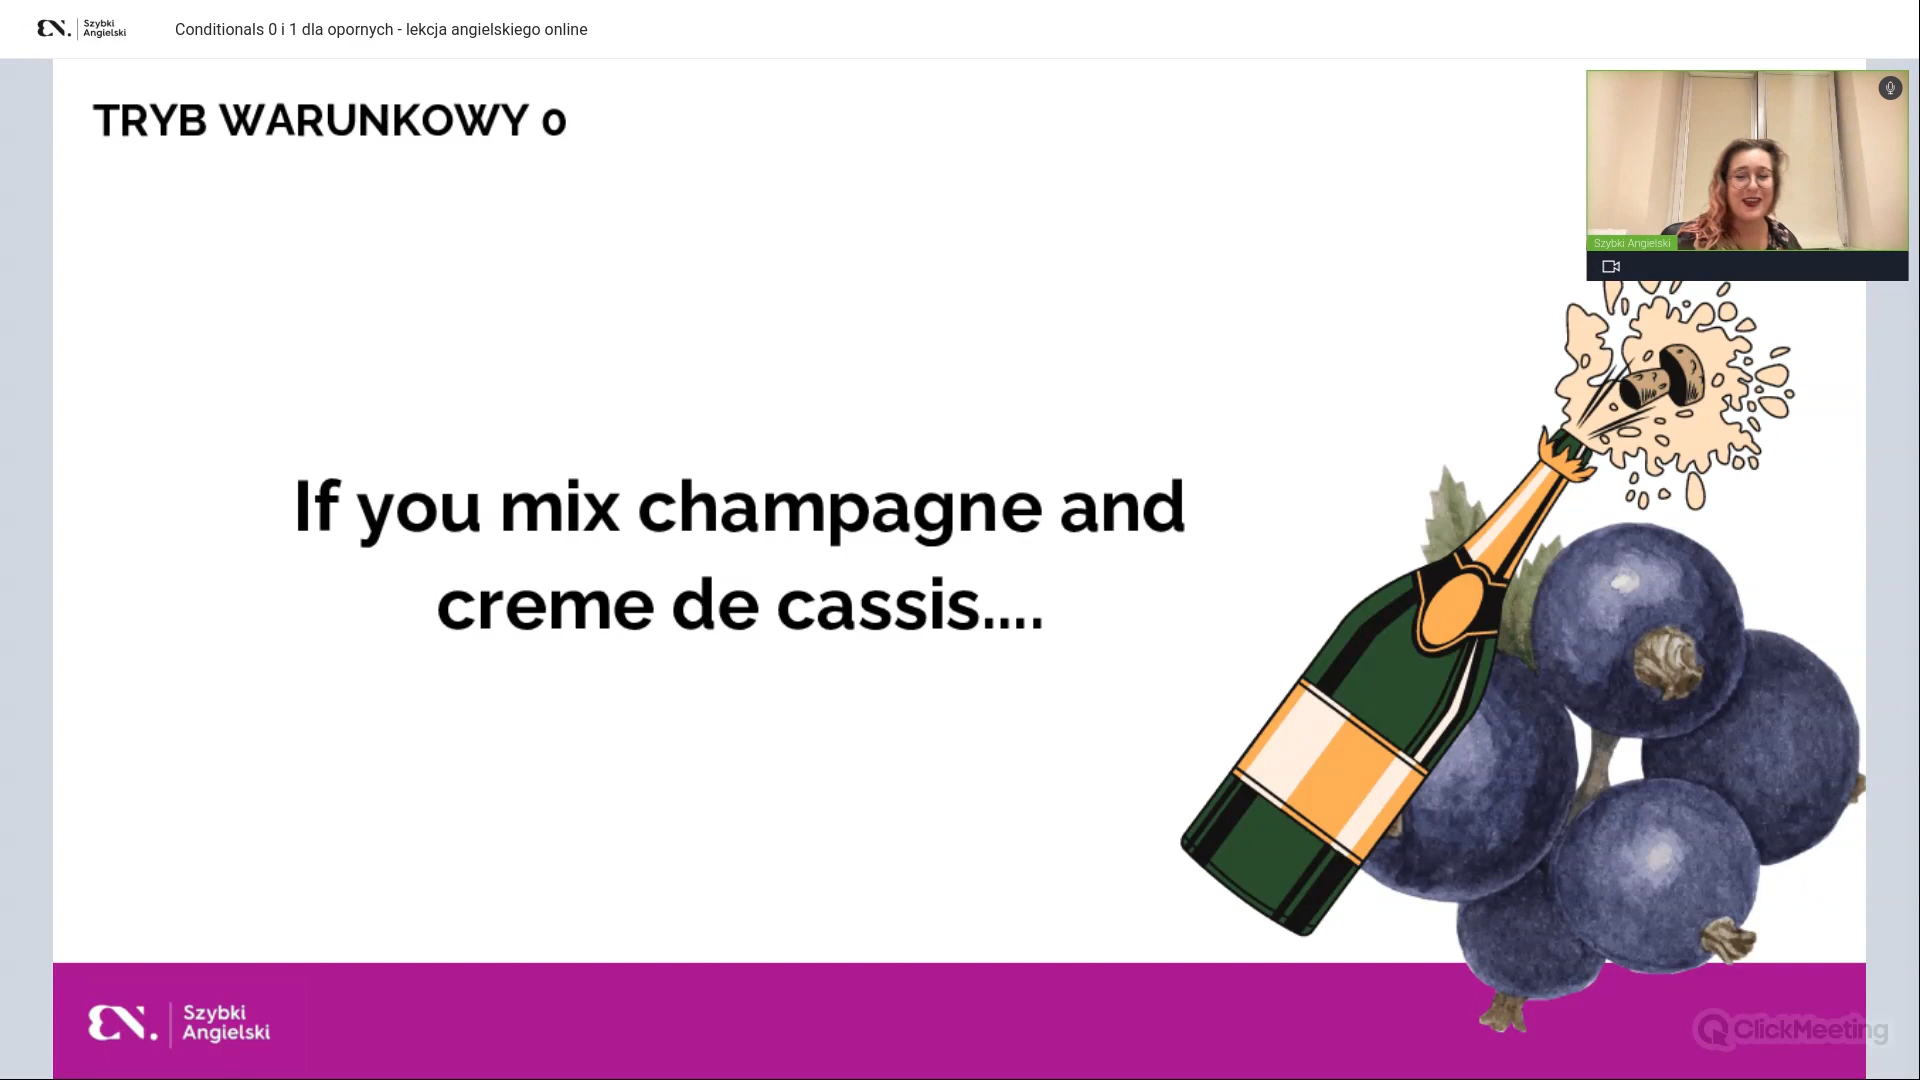 Szybki
Angielski
Conditionals 0 i 1 dla opornych - lekcja angielskiego online
TRYB WARUNKOWY 0
Szybki Angielski
If you mix champagne and
creme de cassis....
Szybki
Angielski
ClickMeeting